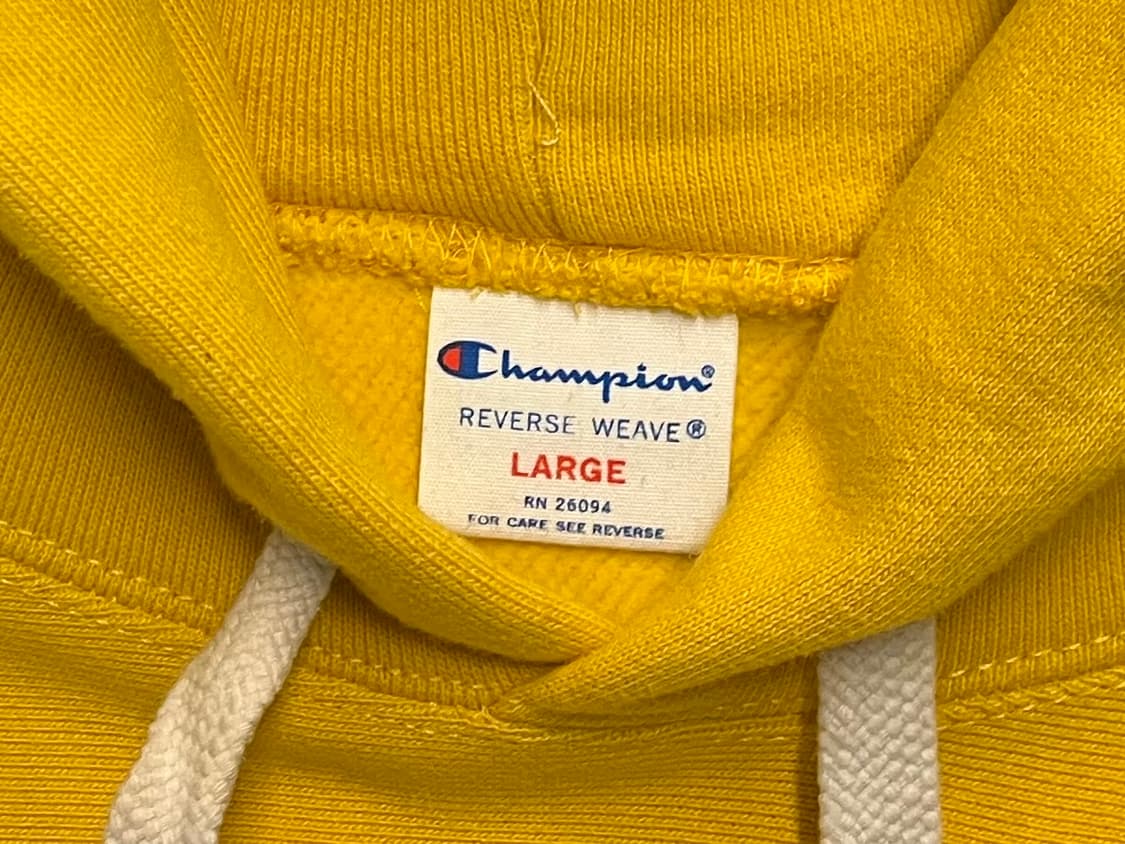 Champion®
REVERSE WEAVE®
LARGE
RN 26094
FOR CARE SEE REVERSE